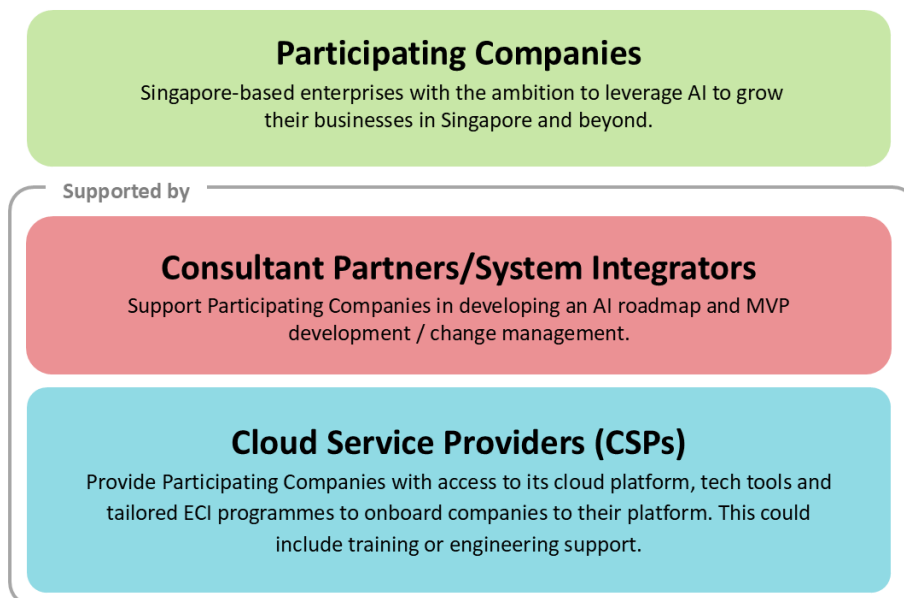 Participating Companies
Singapore-based enterprises with the ambition to leverage AI to grow
their businesses in Singapore and beyond.
Supported by
Consultant Partners/System Integrators
Support Participating Companies in developing an AI roadmap and MVP
development / change management.
Cloud Service Providers (CSPs)
Provide Participating Companies with access to its cloud platform, tech tools and
tailored ECI programmes to onboard companies to their platform. This could
include training or engineering support.